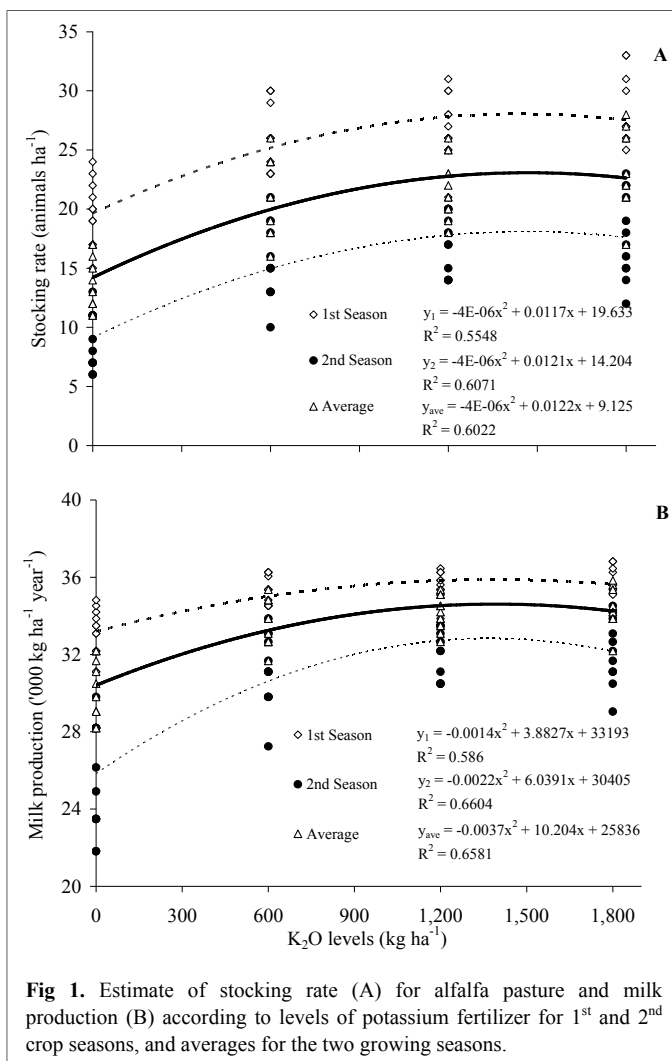 35
30
25
20
15
10
5
0
Stocking rate (animals ha⁻¹)
A
1st Season y₁ = -4E-06x² + 0.0117x + 19.633
R² = 0.5548
2nd Season y₂ = -4E-06x² + 0.0121x + 14.204
R² = 0.6071
Average yₐᵥₑ = -4E-06x² + 0.0122x + 9.125
R² = 0.6022
40
36
32
28
24
20
Milk production ('000 kg ha⁻¹ year⁻¹)
B
1st Season y₁ = -0.0014x² + 3.8827x + 33193
R² = 0.586
2nd Season y₂ = -0.0022x² + 6.0391x + 30405
R² = 0.6604
Average yₐᵥₑ = -0.0037x² + 10.204x + 25836
R² = 0.6581
0 300 600 900 1,200 1,500 1,800
K₂O levels (kg ha⁻¹)
Fig 1. Estimate of stocking rate (A) for alfalfa pasture and milk
production (B) according to levels of potassium fertilizer for 1ˢᵗ and 2ⁿᵈ
crop seasons, and averages for the two growing seasons.